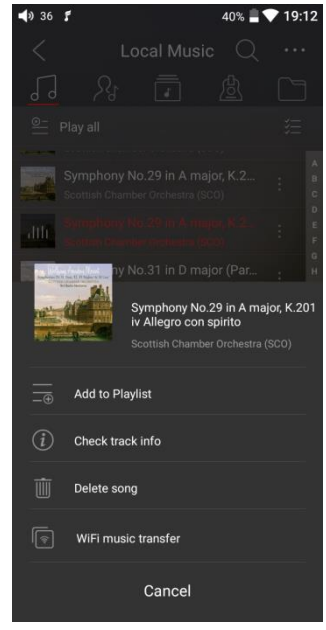 36 40% 19:12
Local Music
Play all
A
Symphony No.29 in A major, K.2...
B
Scottish Chamber Orchestra (SCO)
C
D
Symphony No.29 in A major, K.2...
E
Scottish Chamber Orchestra (SCO)
F
G
ny No.31 in D major (Par...
H
Symphony No.29 in A major, K.201
iv Allegro con spirito
Scottish Chamber Orchestra (SCO)
Add to Playlist
Check track info
Delete song
WiFi music transfer
Cancel